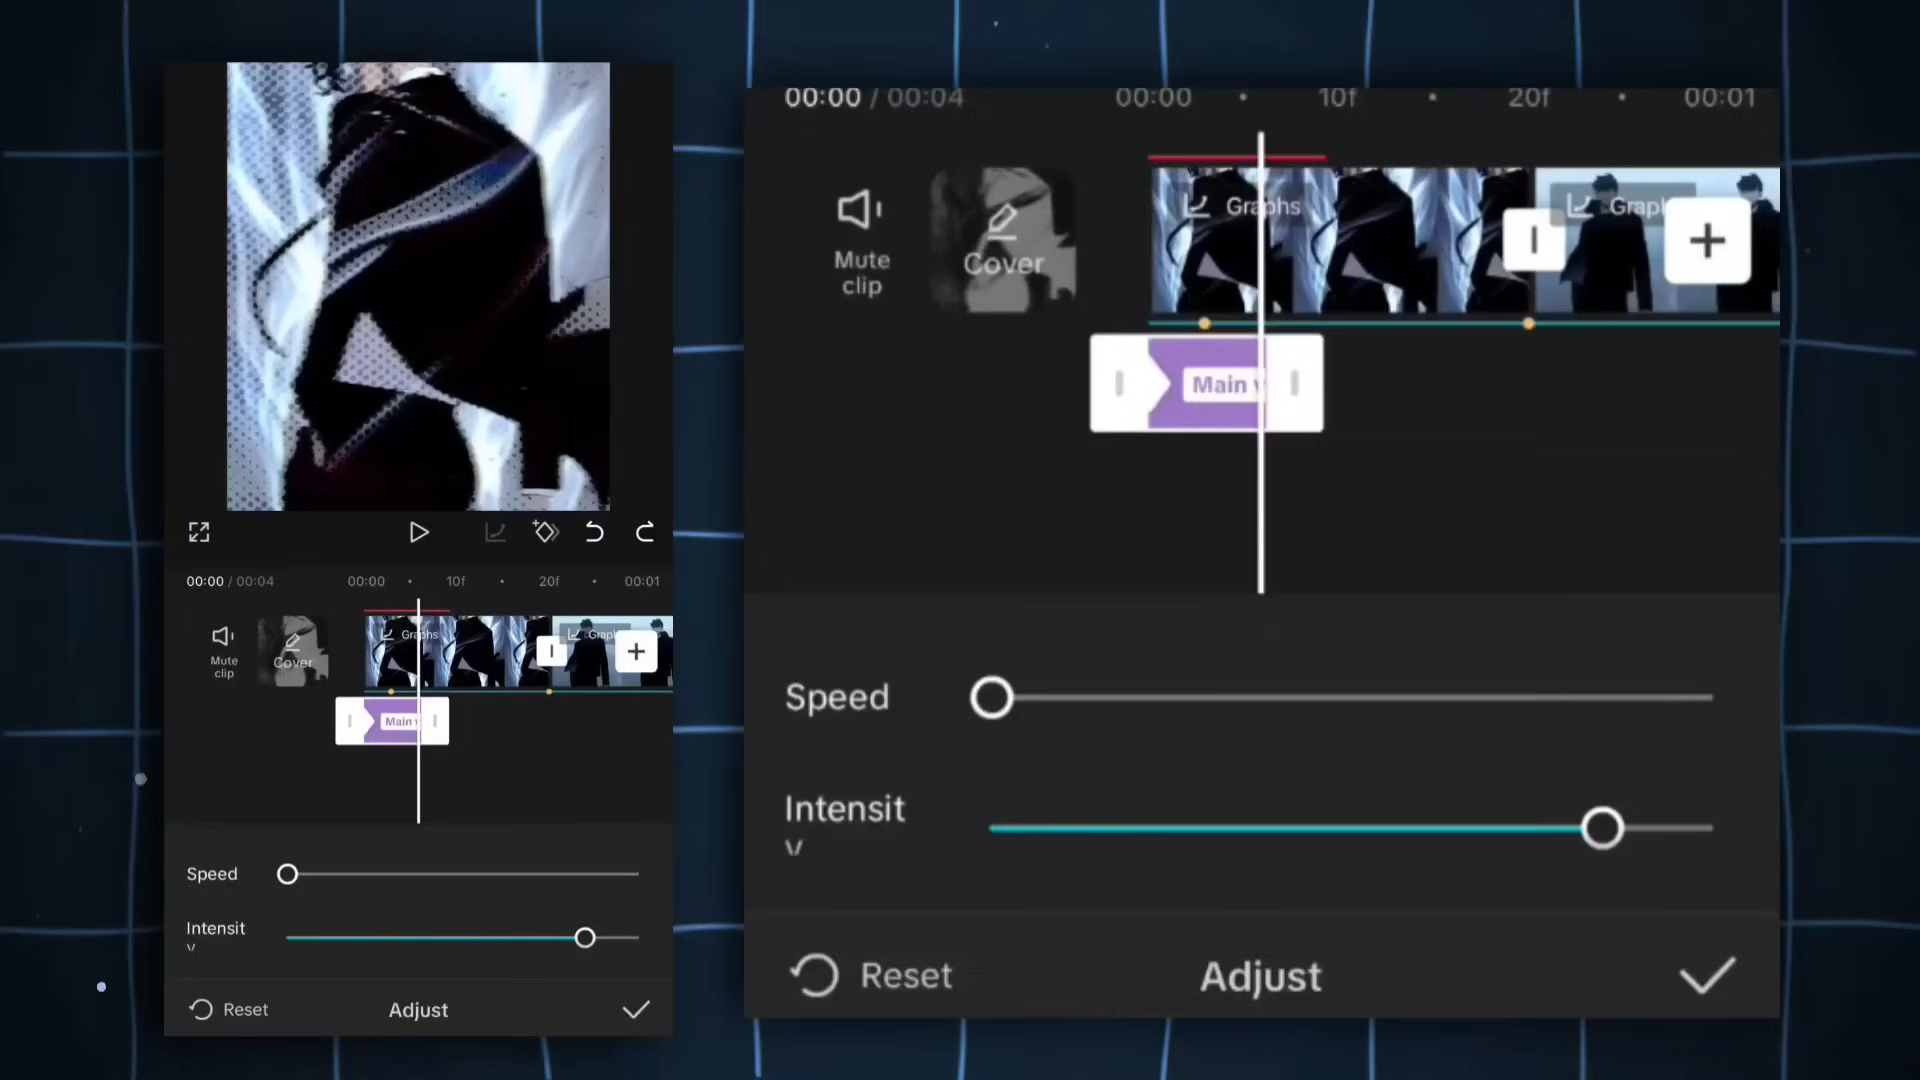 00:00 / 00:04
00:00
10f
20f
00:01
Mute
clip
Cover
Graphs
Grapl
Main
Speed
Intensit
y
Reset
Adjust
00:00 / 00:04
00:00
10f
20f
00:01
Mute
clip
Cover
Graphs
Grapl
Main
Speed
Intensit
y
Reset
Adjust